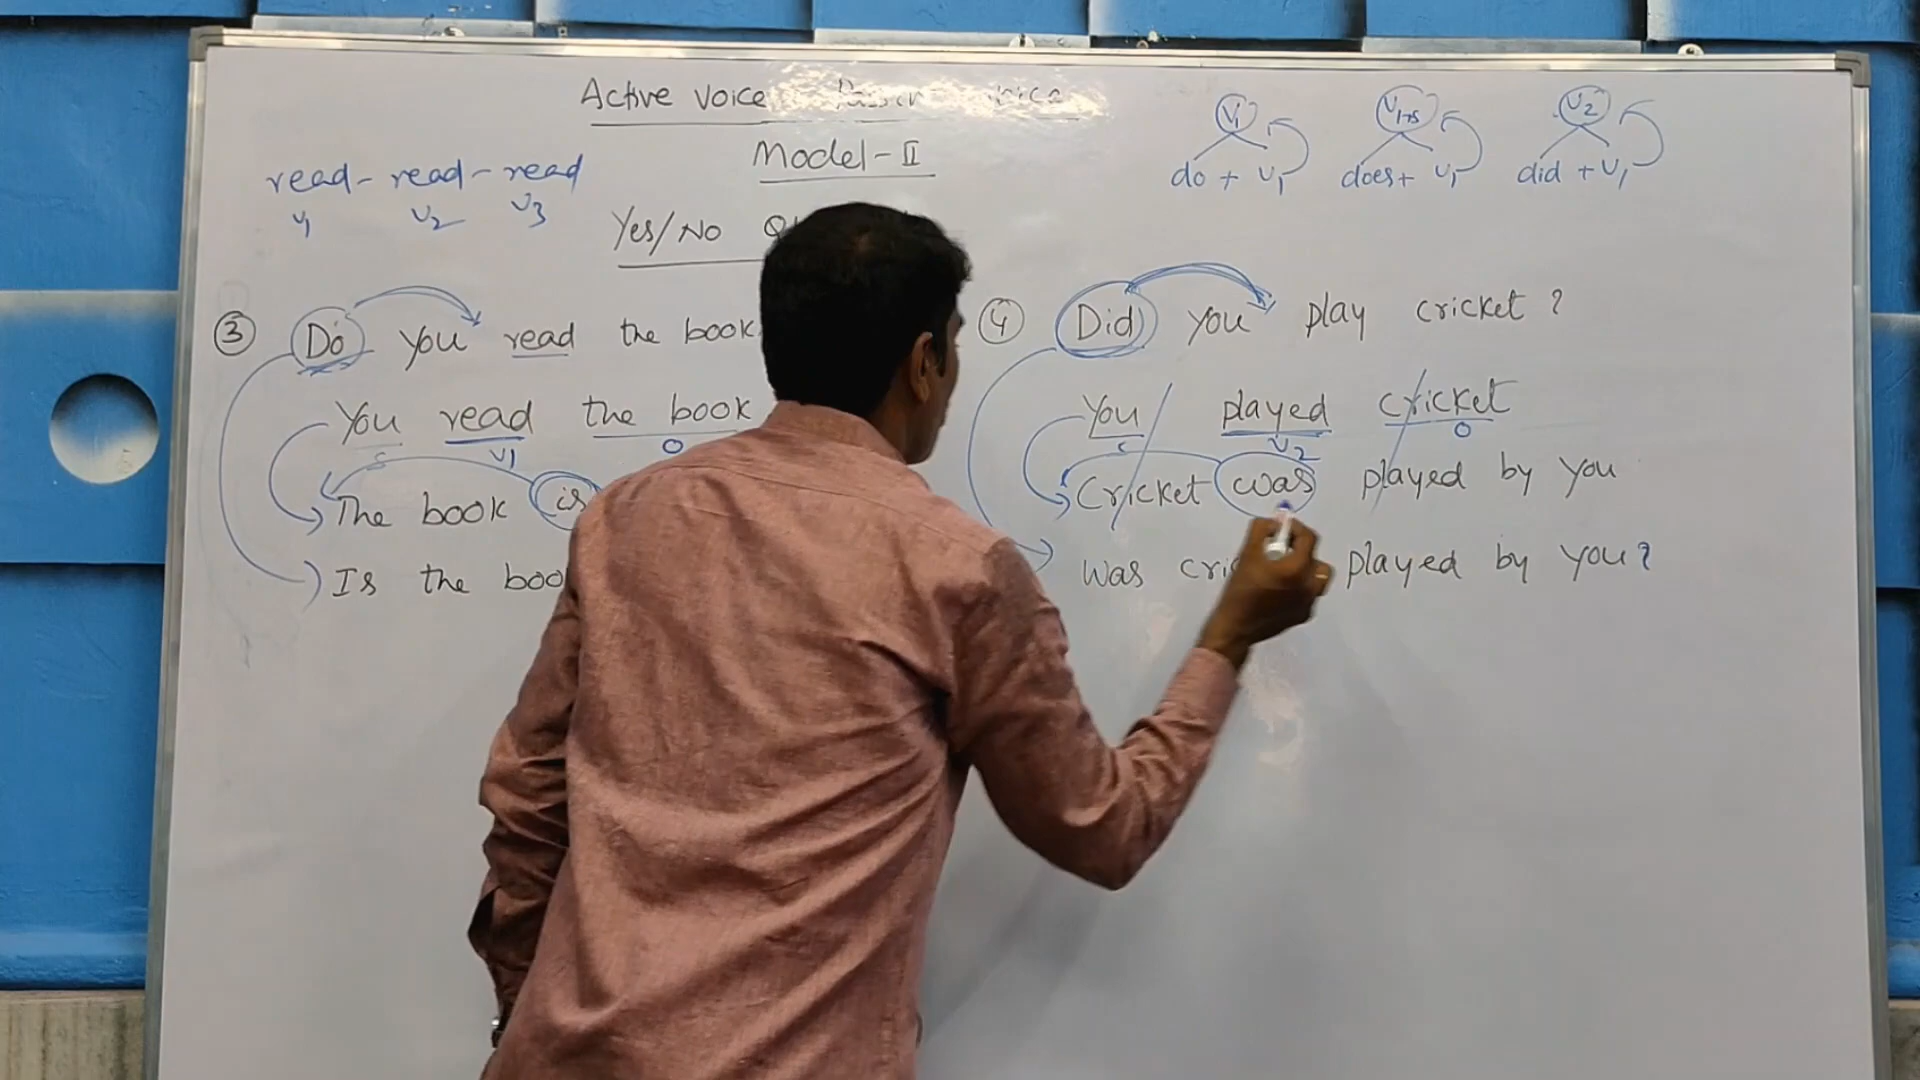 Active Voice Passive Voice
Model-II
read- read- read
V1 V2 V3
Yes/No
V1 V1+s V2
do + V1 does+ V1 did + V1
③ Do you read the book
You read the book
S V1 O
The book is
Is the boo
④ Did you play cricket ?
You played cricket
S V2 O
Cricket was played by you
Was cri played by you?